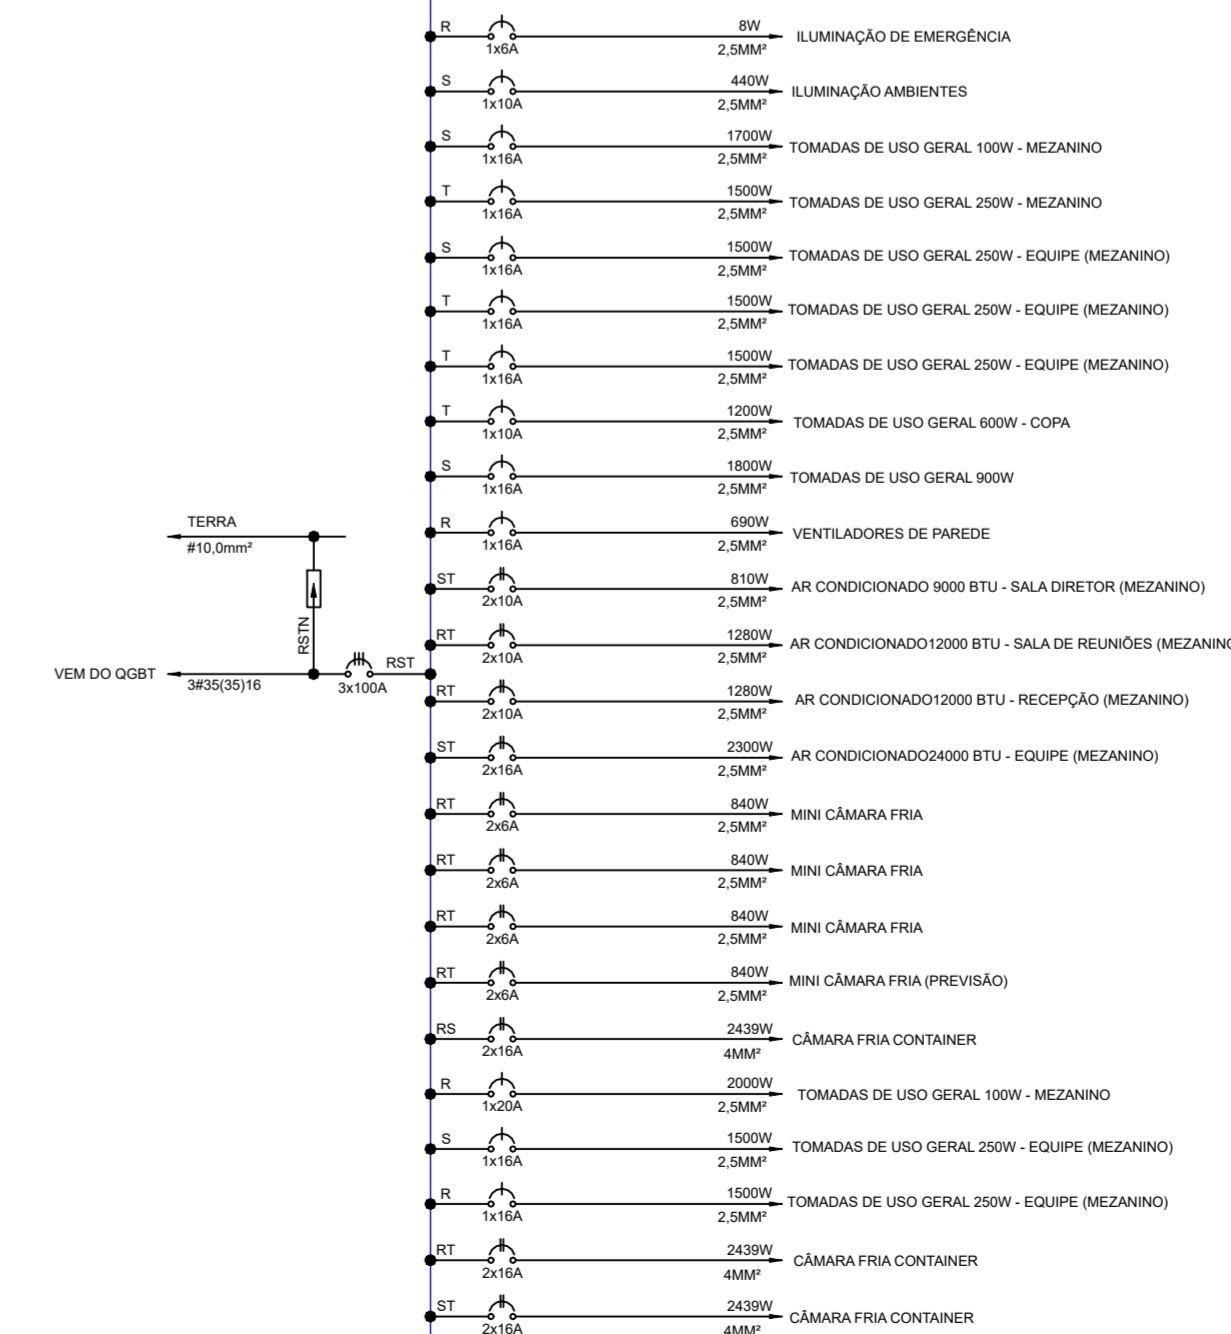 R 8W
1x6A 2,5MM² ILUMINAÇÃO DE EMERGÊNCIA
S 440W
1x10A 2,5MM² ILUMINAÇÃO AMBIENTES
S 1700W
1x16A 2,5MM² TOMADAS DE USO GERAL 100W - MEZANINO
T 1500W
1x16A 2,5MM² TOMADAS DE USO GERAL 250W - MEZANINO
S 1500W
1x16A 2,5MM² TOMADAS DE USO GERAL 250W - EQUIPE (MEZANINO)
T 1500W
1x16A 2,5MM² TOMADAS DE USO GERAL 250W - EQUIPE (MEZANINO)
T 1500W
1x16A 2,5MM² TOMADAS DE USO GERAL 250W - EQUIPE (MEZANINO)
T 1200W
1x10A 2,5MM² TOMADAS DE USO GERAL 600W - COPA
S 1800W
1x16A 2,5MM² TOMADAS DE USO GERAL 900W
TERRA
#10,0mm²
R 690W
1x16A 2,5MM² VENTILADORES DE PAREDE
ST 810W
2x10A 2,5MM² AR CONDICIONADO 9000 BTU - SALA DIRETOR (MEZANINO)
RSTN
RT 1280W
2x10A 2,5MM² AR CONDICIONADO12000 BTU - SALA DE REUNIÕES (MEZANINO
VEM DO QGBT
3#35(35)16
3x100A
RST
RT 1280W
2x10A 2,5MM² AR CONDICIONADO12000 BTU - RECEPÇÃO (MEZANINO)
ST 2300W
2x16A 2,5MM² AR CONDICIONADO24000 BTU - EQUIPE (MEZANINO)
RT 840W
2x6A 2,5MM² MINI CÂMARA FRIA
RT 840W
2x6A 2,5MM² MINI CÂMARA FRIA
RT 840W
2x6A 2,5MM² MINI CÂMARA FRIA
RT 840W
2x6A 2,5MM² MINI CÂMARA FRIA (PREVISÃO)
RS 2439W
2x16A 4MM² CÂMARA FRIA CONTAINER
R 2000W
1x20A 2,5MM² TOMADAS DE USO GERAL 100W - MEZANINO
S 1500W
1x16A 2,5MM² TOMADAS DE USO GERAL 250W - EQUIPE (MEZANINO)
R 1500W
1x16A 2,5MM² TOMADAS DE USO GERAL 250W - EQUIPE (MEZANINO)
RT 2439W
2x16A 4MM² CÂMARA FRIA CONTAINER
ST 2439W
2x16A 4MM² CÂMARA FRIA CONTAINER